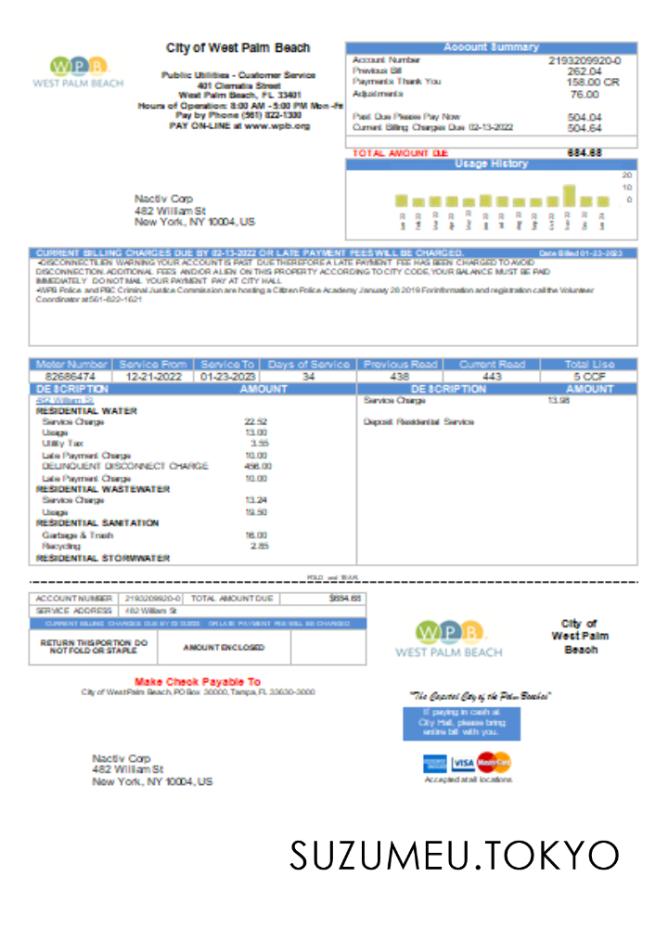 WPB
WEST PALM BEACH
City of West Palm Beach
Public Utilities - Customer Service
401 Clematis Street
West Palm Beach, FL 33401
Hours of Operation: 8:00 AM - 5:00 PM Mon -Fri
Pay by Phone (561) 822-1300
PAY ON-LINE at www.wpb.org
Account Summary
Account Number 2193209920-0
Previous Bill 262.04
Payments Thank You 158.00 CR
Adjustments 76.00
Past Due Please Pay Now 504.04
Current Billing Charges Due 02-13-2022 504.64
TOTAL AMOUNT DUE 684.68
Usage History
20
10
0
Nactiv Corp
482 William St
New York, NY 10004, US
CURRENT BILLING CHARGES DUE BY 02-13-2022 OR LATE PAYMENT FEES WILL BE CHARGED. Date Billed 01-23-2023
•DISCONNECT/LIEN WARNING YOUR ACCOUNT IS PAST DUE THEREFORE A LATE PAYMENT FEE HAS BEEN CHARGED TO AVOID
DISCONNECTION. ADDITIONAL FEES AND/OR A LIEN ON THIS PROPERTY ACCORDING TO CITY CODE, YOUR BALANCE MUST BE PAID
IMMEDIATELY DO NOT MAIL YOUR PAYMENT PAY AT CITY HALL
•WPB Police and PBC Criminal Justice Commission are hosting a Citizen Police Academy January 28 2019 For information and registration call the Volunteer
Coordinator at 561-822-1621
Meter Number Service From Service To Days of Service Previous Read Current Read Total Use
82686474 12-21-2022 01-23-2023 34 438 443 5 CCF
DESCRIPTION AMOUNT DESCRIPTION AMOUNT
482 William St. Service Charge 13.98
RESIDENTIAL WATER
Service Charge 22.52 Deposit Residential Service
Usage 13.00
Utility Tax 3.55
Late Payment Charge 10.00
DELINQUENT DISCONNECT CHARGE 456.00
Late Payment Charge 10.00
RESIDENTIAL WASTEWATER
Service Charge 13.24
Usage 19.50
RESIDENTIAL SANITATION
Garbage & Trash 16.00
Recycling 2.85
RESIDENTIAL STORMWATER
FOLD and TEAR
ACCOUNT NUMBER 2193209920-0 TOTAL AMOUNT DUE $684.68
SERVICE ADDRESS 482 William St
RETURN THIS PORTION DO
NOT FOLD OR STAPLE
AMOUNT ENCLOSED
WPB
WEST PALM BEACH
City of
West Palm
Beach
Make Check Payable To
City of West Palm Beach, PO Box 30000, Tampa, FL 33630-3000
"The Capital City of the Palm Beaches"
If paying in cash at
City Hall, please bring
entire bill with you.
VISA
MasterCard
Accepted at all locations
Nactiv Corp
482 William St
New York, NY 10004, US
SUZUMEU.TOKYO